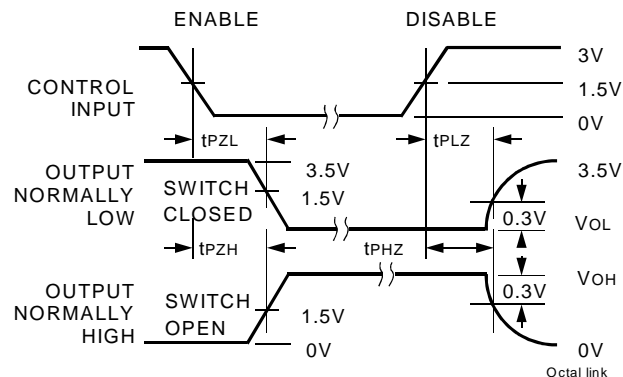 ENABLE
DISABLE
CONTROL
INPUT
3V
1.5V
0V
tPZL
tPLZ
OUTPUT
NORMALLY
LOW
SWITCH
CLOSED
3.5V
1.5V
3.5V
0.3V
VOL
tPZH
tPHZ
OUTPUT
NORMALLY
HIGH
SWITCH
OPEN
1.5V
0V
VOH
0.3V
0V
Octal link